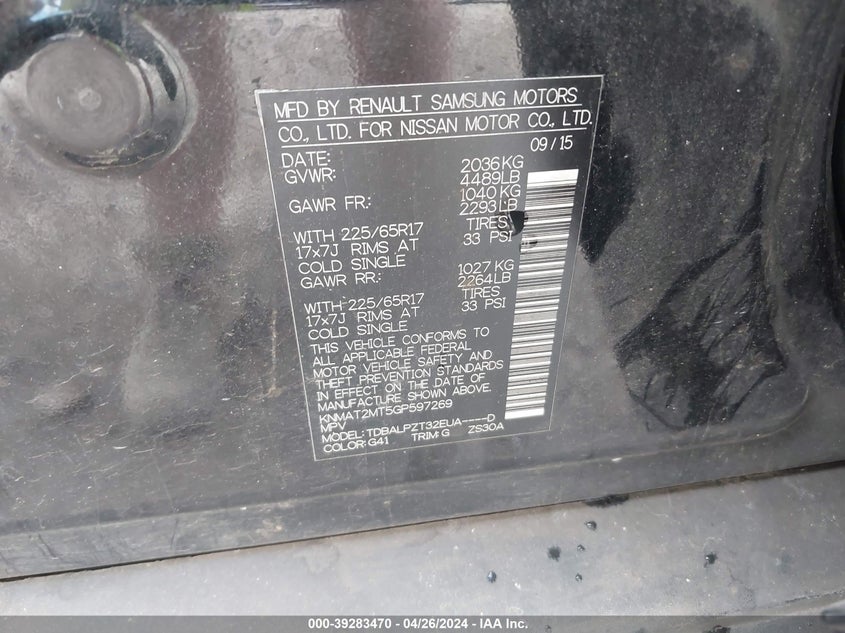 MFD BY RENAULT SAMSUNG MOTORS
CO., LTD. FOR NISSAN MOTOR CO., LTD.
DATE: 09/15
GVWR: 2036KG
4489LB
GAWR FR: 1040 KG
2293LB
WITH 225/65R17 TIRES
17x7J RIMS AT 33 PSI
COLD SINGLE
GAWR RR: 1027 KG
2264LB
WITH 225/65R17 TIRES
17x7J RIMS AT 33 PSI
COLD SINGLE
THIS VEHICLE CONFORMS TO
ALL APPLICABLE FEDERAL
MOTOR VEHICLE SAFETY AND
THEFT PREVENTION STANDARDS
IN EFFECT ON THE DATE OF
MANUFACTURE SHOWN ABOVE.
KNMAT2MT5GP597269
MPV
MODEL: TDBALPZT32EUA----D
COLOR: G41 TRIM: G ZS30A
000-39283470 - 04/26/2024 - IAA Inc.